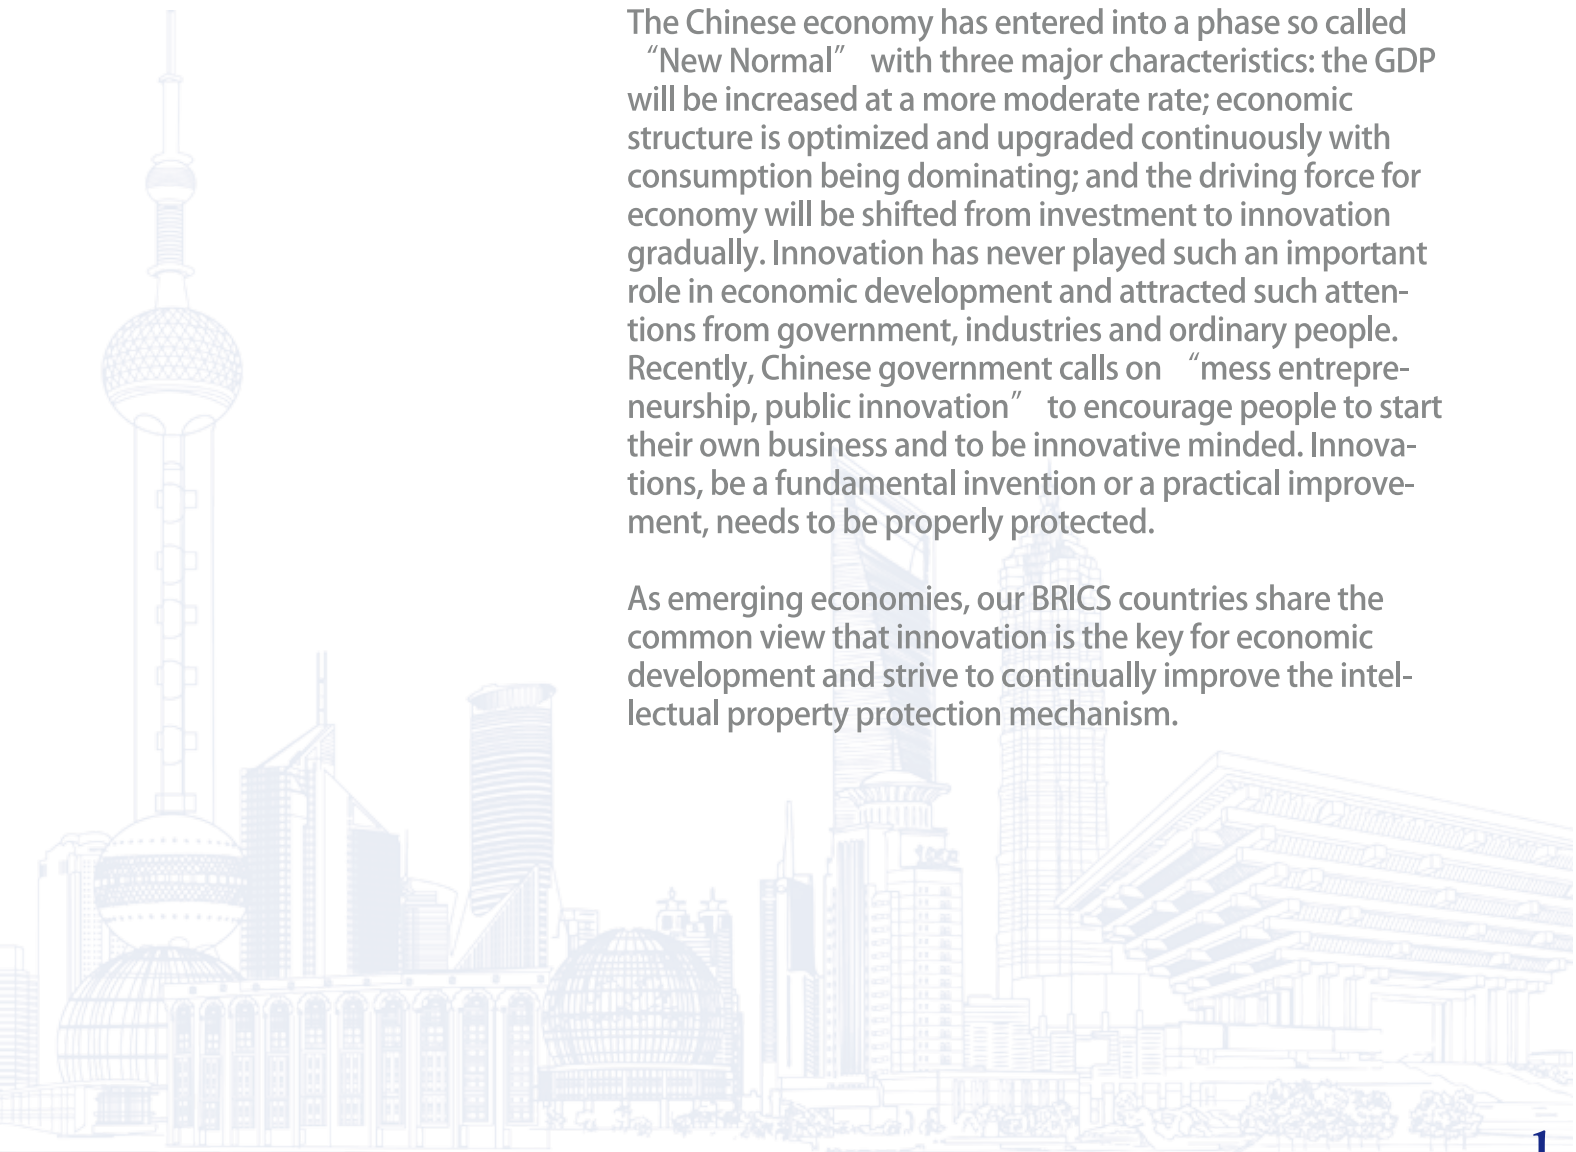 The Chinese economy has entered into a phase so called
“New Normal” with three major characteristics: the GDP
will be increased at a more moderate rate; economic
structure is optimized and upgraded continuously with
consumption being dominating; and the driving force for
economy will be shifted from investment to innovation
gradually. Innovation has never played such an important
role in economic development and attracted such atten-
tions from government, industries and ordinary people.
Recently, Chinese government calls on “mess entrepre-
neurship, public innovation” to encourage people to start
their own business and to be innovative minded. Innova-
tions, be a fundamental invention or a practical improve-
ment, needs to be properly protected.

As emerging economies, our BRICS countries share the
common view that innovation is the key for economic
development and strive to continually improve the intel-
lectual property protection mechanism.
1